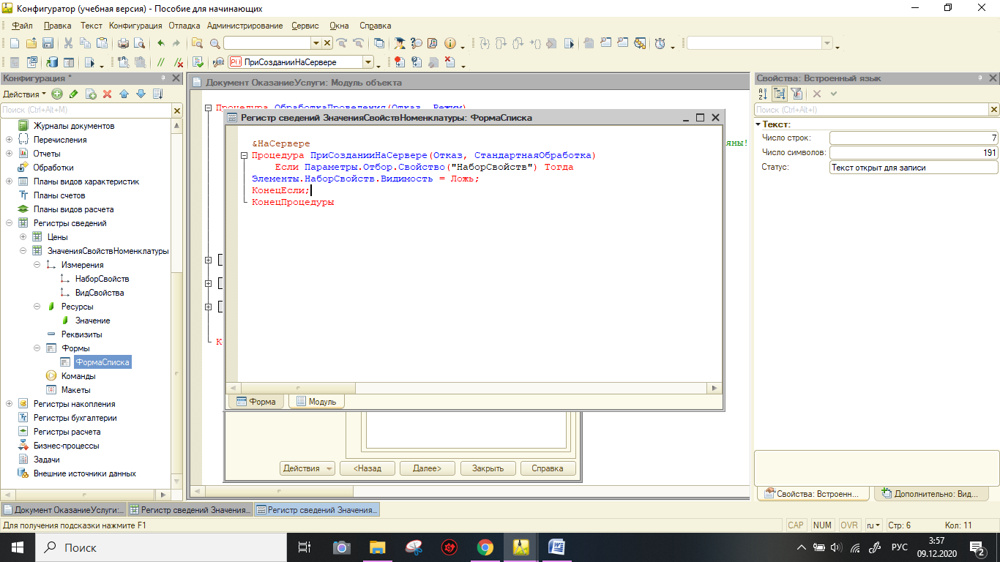 Конфигуратор (учебная версия) - Пособие для начинающих
Файл Правка Текст Конфигурация Отладка Администрирование Сервис Окна Справка
ПриСозданииНаСервере
Конфигурация *
Действия
Поиск (Ctrl+Alt+M)
Журналы документов
Перечисления
Отчеты
Обработки
Планы видов характеристик
Планы счетов
Планы видов расчета
Регистры сведений
Цены
ЗначенияСвойствНоменклатуры
Измерения
НаборСвойств
ВидСвойства
Ресурсы
Значение
Реквизиты
Формы
ФормаСписка
Команды
Макеты
Регистры накопления
Регистры бухгалтерии
Регистры расчета
Бизнес-процессы
Задачи
Внешние источники данных
Документ ОказаниеУслуги: Модуль объекта
Процедура ОбработкаПроведения(Отказ, Режим)
яны!
К
Регистр сведений ЗначенияСвойствНоменклатуры: ФормаСписка
&НаСервере
Процедура ПриСозданииНаСервере(Отказ, СтандартнаяОбработка)
Если Параметры.Отбор.Свойство("НаборСвойств") Тогда
Элементы.НаборСвойств.Видимость = Ложь;
КонецЕсли;
КонецПроцедуры
Форма Модуль
Действия <Назад Далее> Закрыть Справка
Свойства: Встроенный язык
Поиск (Ctrl+Alt+I)
Текст:
Число строк: 7
Число символов: 191
Статус: Текст открыт для записи
Свойства: Встроенн... Дополнительно: Вид...
Документ ОказаниеУслуги:... Регистр сведений Значения... Регистр сведений Значения...
Для получения подсказки нажмите F1 CAP NUM OVR ru Стр: 6 Кол: 11
Поиск
РУС
3:57
09.12.2020
2